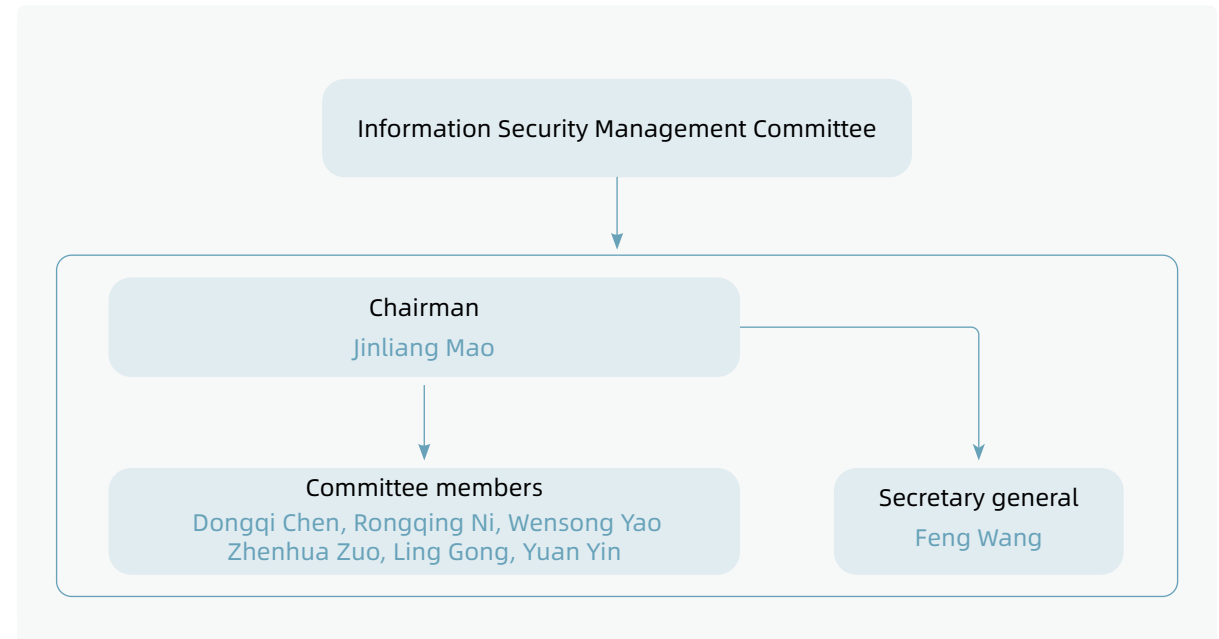 Information Security Management Committee
Chairman
Jinliang Mao
Committee members
Dongqi Chen, Rongqing Ni, Wensong Yao
Zhenhua Zuo, Ling Gong, Yuan Yin
Secretary general
Feng Wang